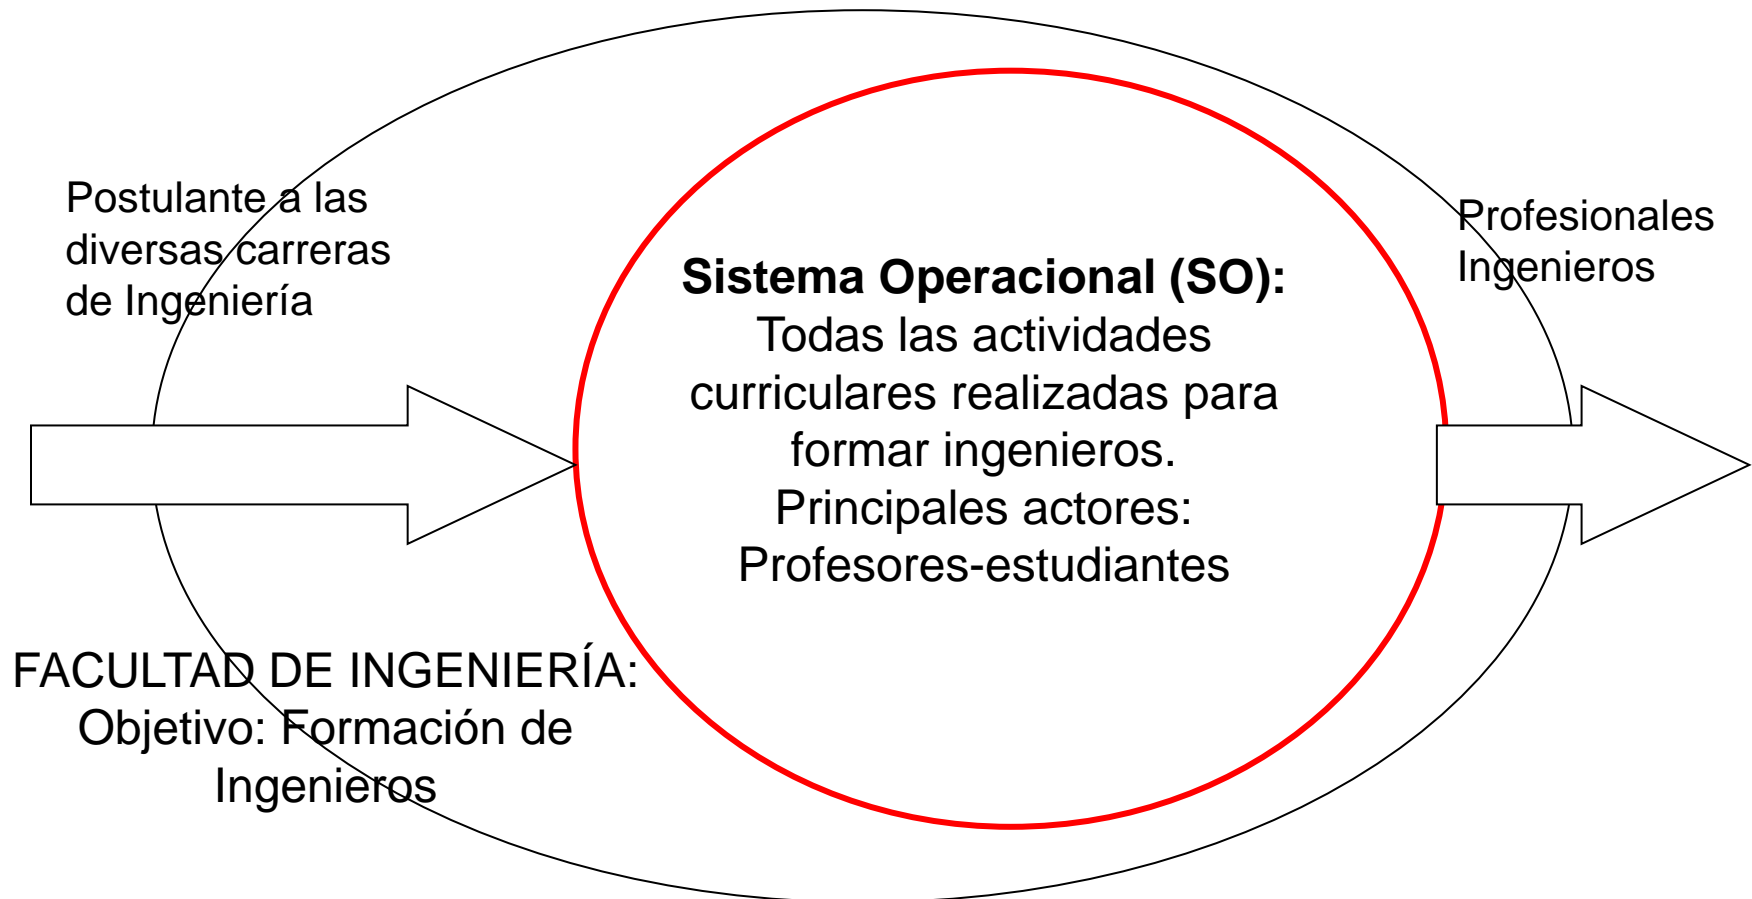 Postulante a las
diversas carreras
de Ingeniería
Profesionales
Ingenieros
Sistema Operacional (SO):
Todas las actividades
curriculares realizadas para
formar ingenieros.
Principales actores:
Profesores-estudiantes
FACULTAD DE INGENIERÍA:
Objetivo: Formación de
Ingenieros